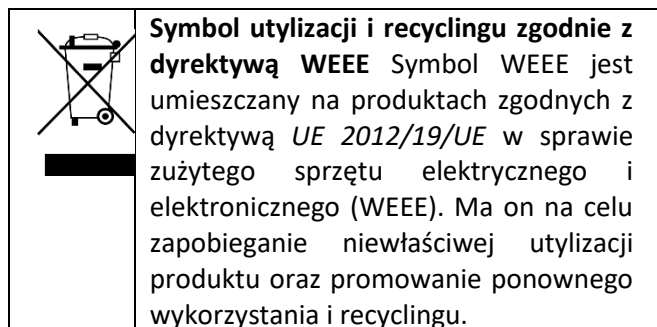 Symbol utylizacji i recyclingu zgodnie z
dyrektywą WEEE Symbol WEEE jest
umieszczany na produktach zgodnych z
dyrektywą UE 2012/19/UE w sprawie
zużytego sprzętu elektrycznego i
elektronicznego (WEEE). Ma on na celu
zapobieganie niewłaściwej utylizacji
produktu oraz promowanie ponownego
wykorzystania i recyclingu.